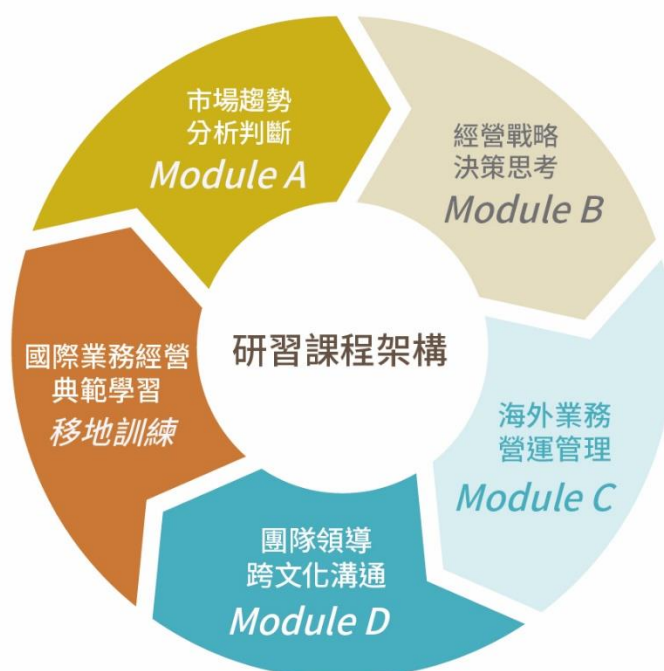 研習課程架構
市場趨勢
分析判斷
Module A
經營戰略
決策思考
Module B
海外業務
營運管理
Module C
團隊領導
跨文化溝通
Module D
國際業務經營
典範學習
移地訓練